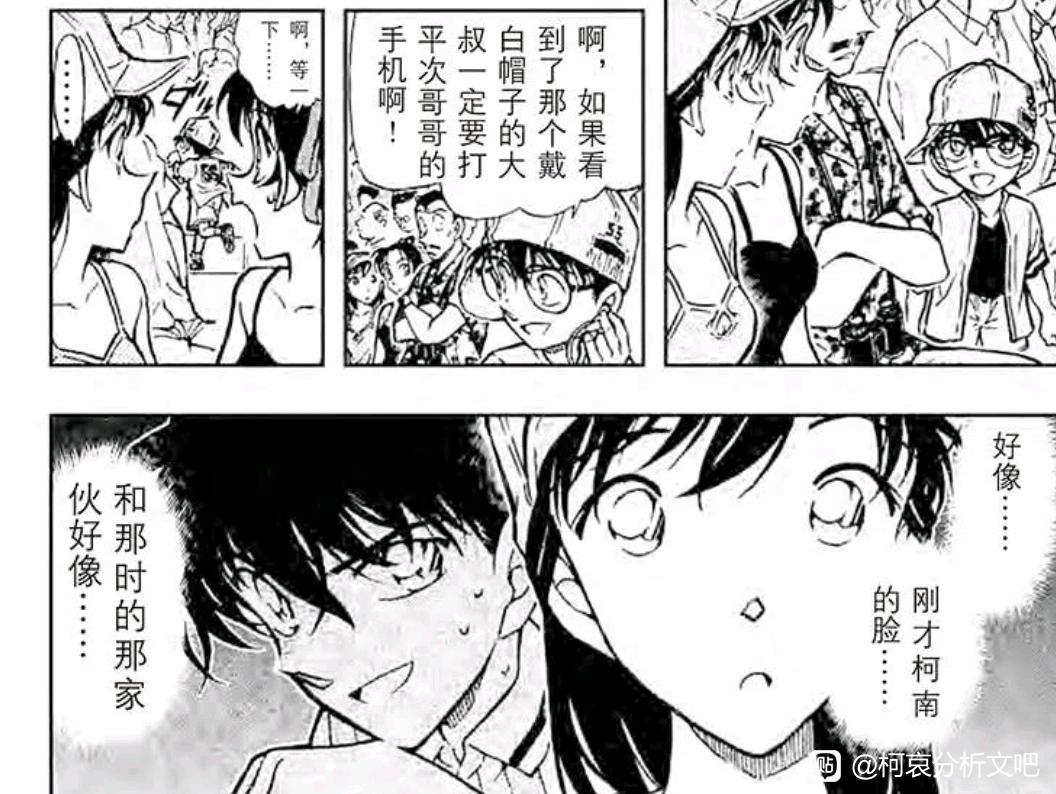 啊，如果看
到了那个戴
白帽子的大
叔一定要打
平次哥哥的
手机啊！
啊，等一
下……
……
好像……
刚才柯南
的脸……
和那时的那家
伙好像……
@柯哀分析文吧